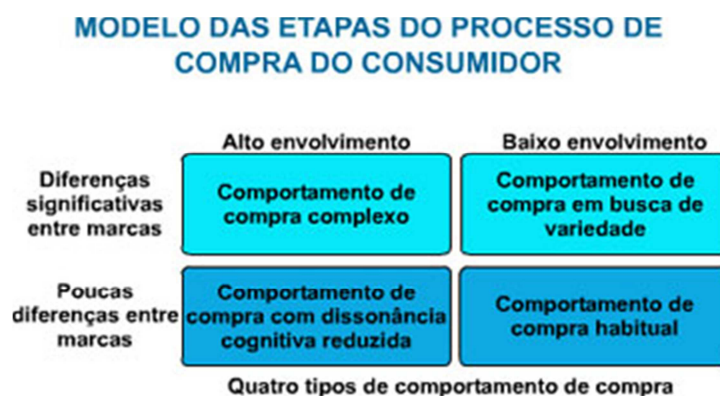 MODELO DAS ETAPAS DO PROCESSO DE
COMPRA DO CONSUMIDOR
Alto envolvimento
Baixo envolvimento
Diferenças
significativas
entre marcas
Comportamento de
compra complexo
Comportamento de
compra em busca de
variedade
Poucas
diferenças entre
marcas
Comportamento de
compra com dissonância
cognitiva reduzida
Comportamento de
compra habitual
Quatro tipos de comportamento de compra